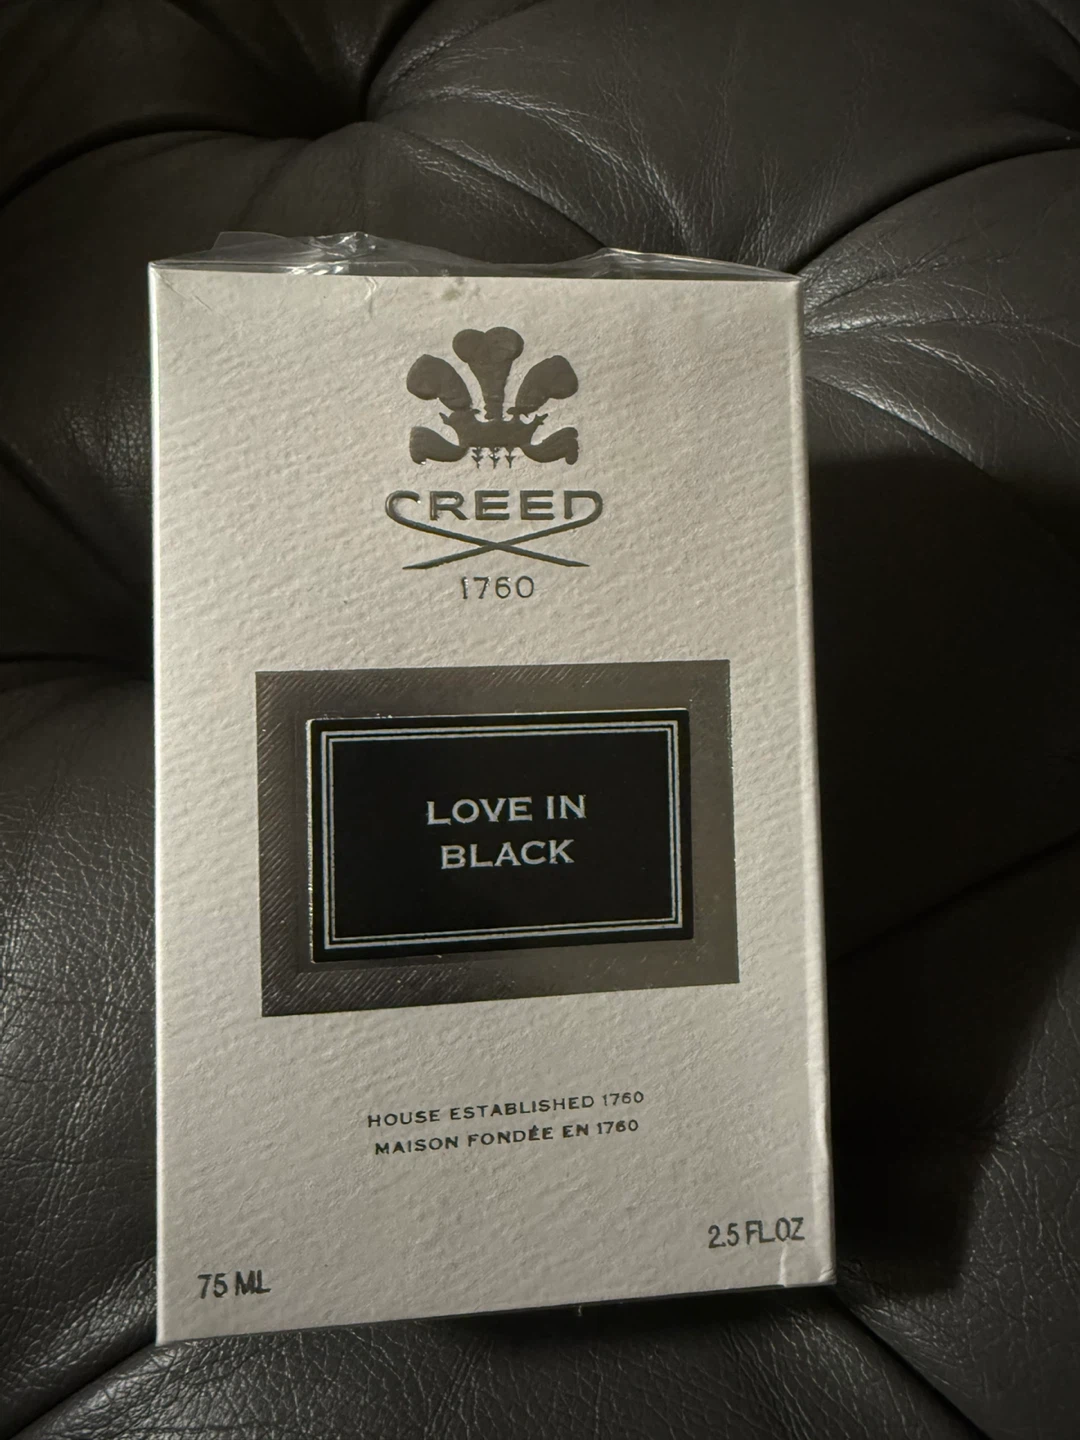 CREED
1760
LOVE IN
BLACK
HOUSE ESTABLISHED 1760
MAISON FONDÉE EN 1760
2.5 FL.OZ
75 ML